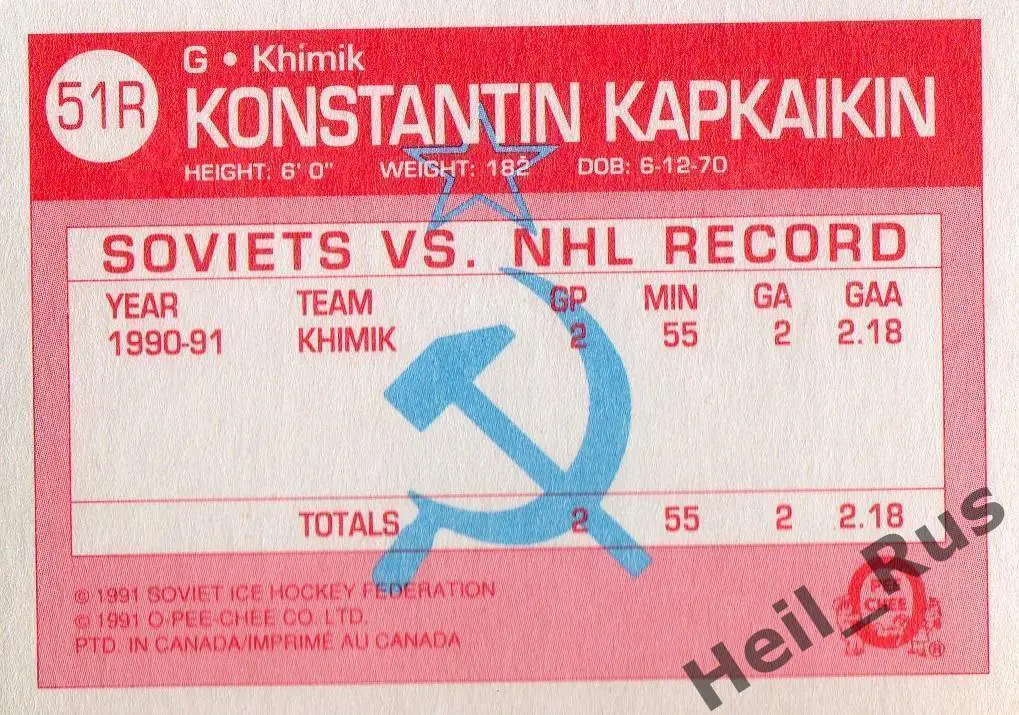 51R
G • Khimik
KONSTANTIN KAPKAIKIN
HEIGHT: 6' 0" WEIGHT: 182 DOB: 6-12-70
SOVIETS VS. NHL RECORD
YEAR TEAM GP MIN GA GAA
1990-91 KHIMIK 2 55 2 2.18
TOTALS 2 55 2 2.18
© 1991 SOVIET ICE HOCKEY FEDERATION
© 1991 O-PEE-CHEE CO. LTD.
PTD. IN CANADA/IMPRIMÉ AU CANADA
O
PEE
CHEE
®
Heil_Rus